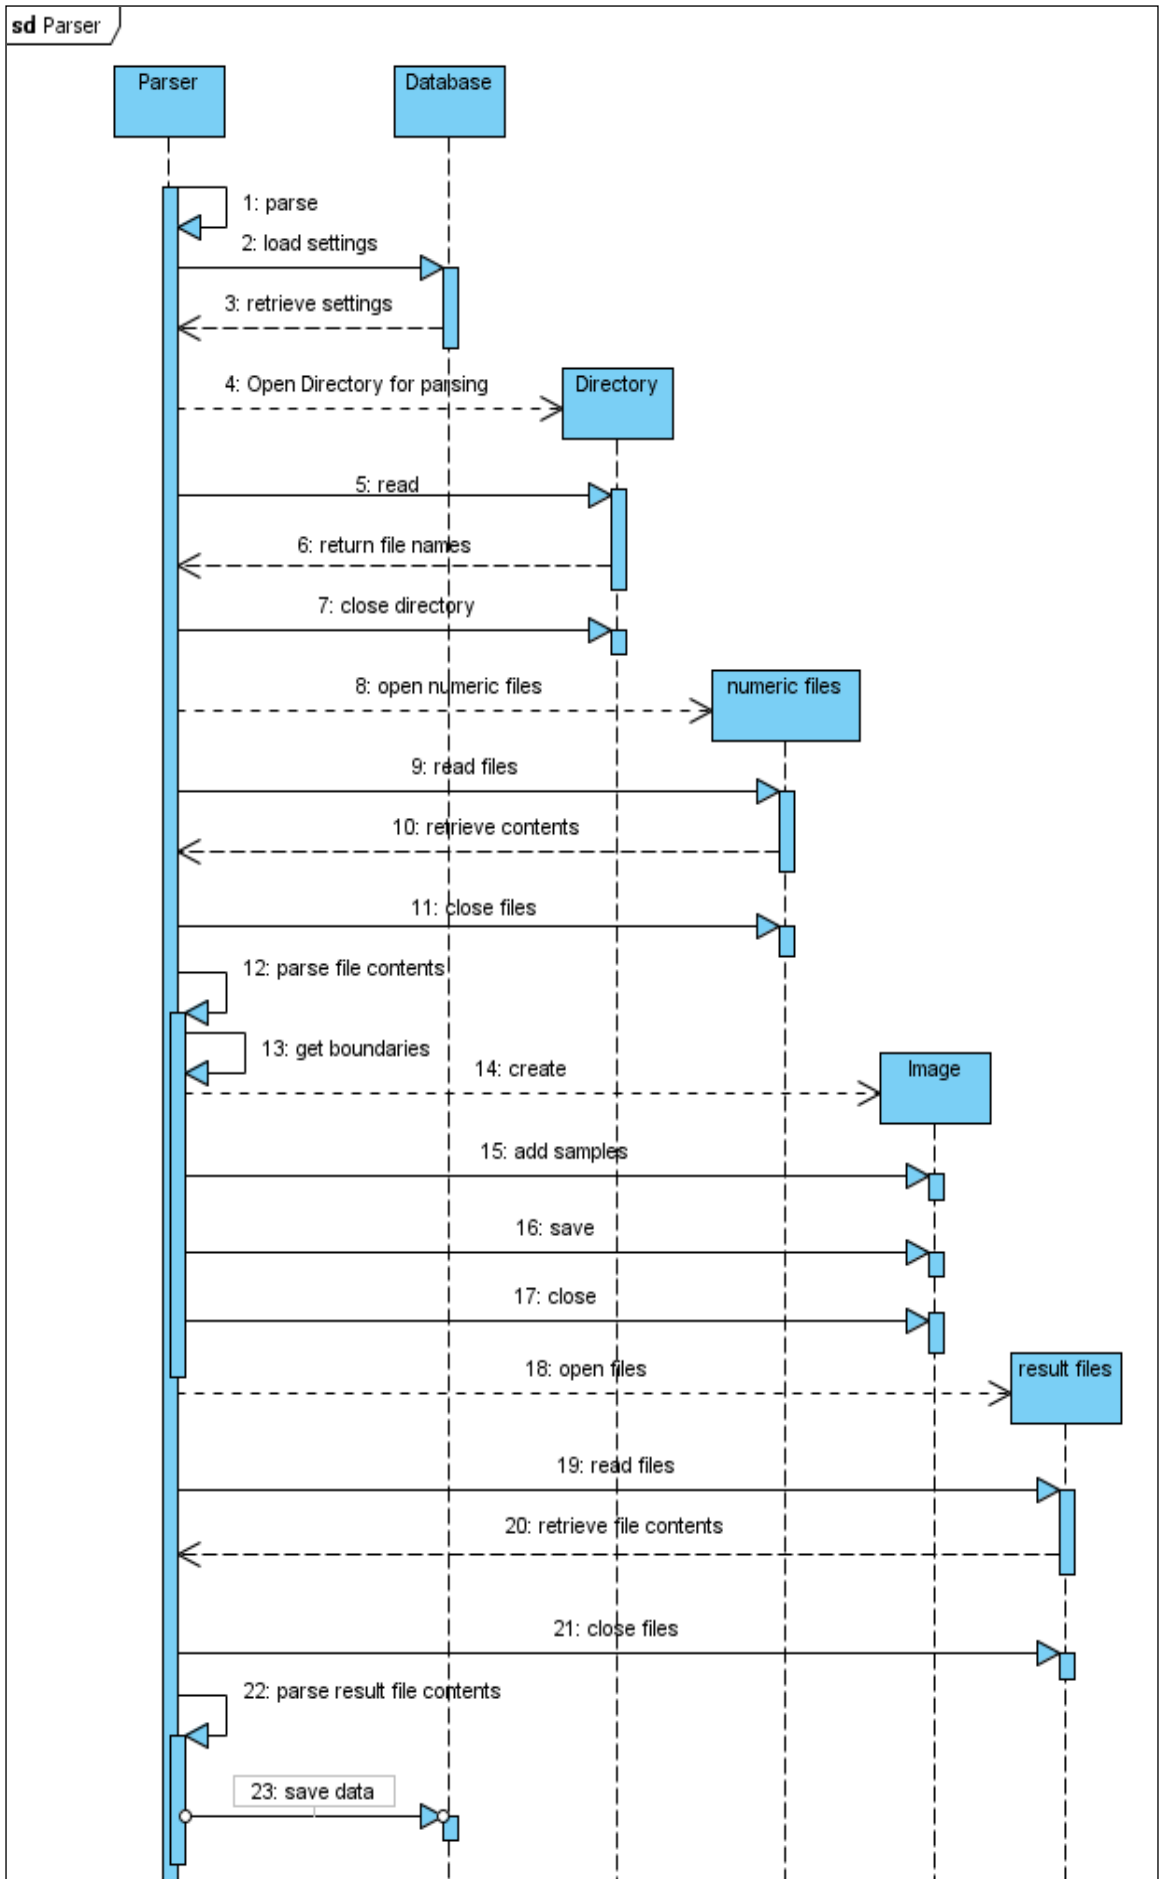 sd Parser
Parser
Database
1: parse
2: load settings
3: retrieve settings
4: Open Directory for parsing
Directory
5: read
6: return file names
7: close directory
8: open numeric files
numeric files
9: read files
10: retrieve contents
11: close files
12: parse file contents
13: get boundaries
14: create
Image
15: add samples
16: save
17: close
18: open files
result files
19: read files
20: retrieve file contents
21: close files
22: parse result file contents
23: save data